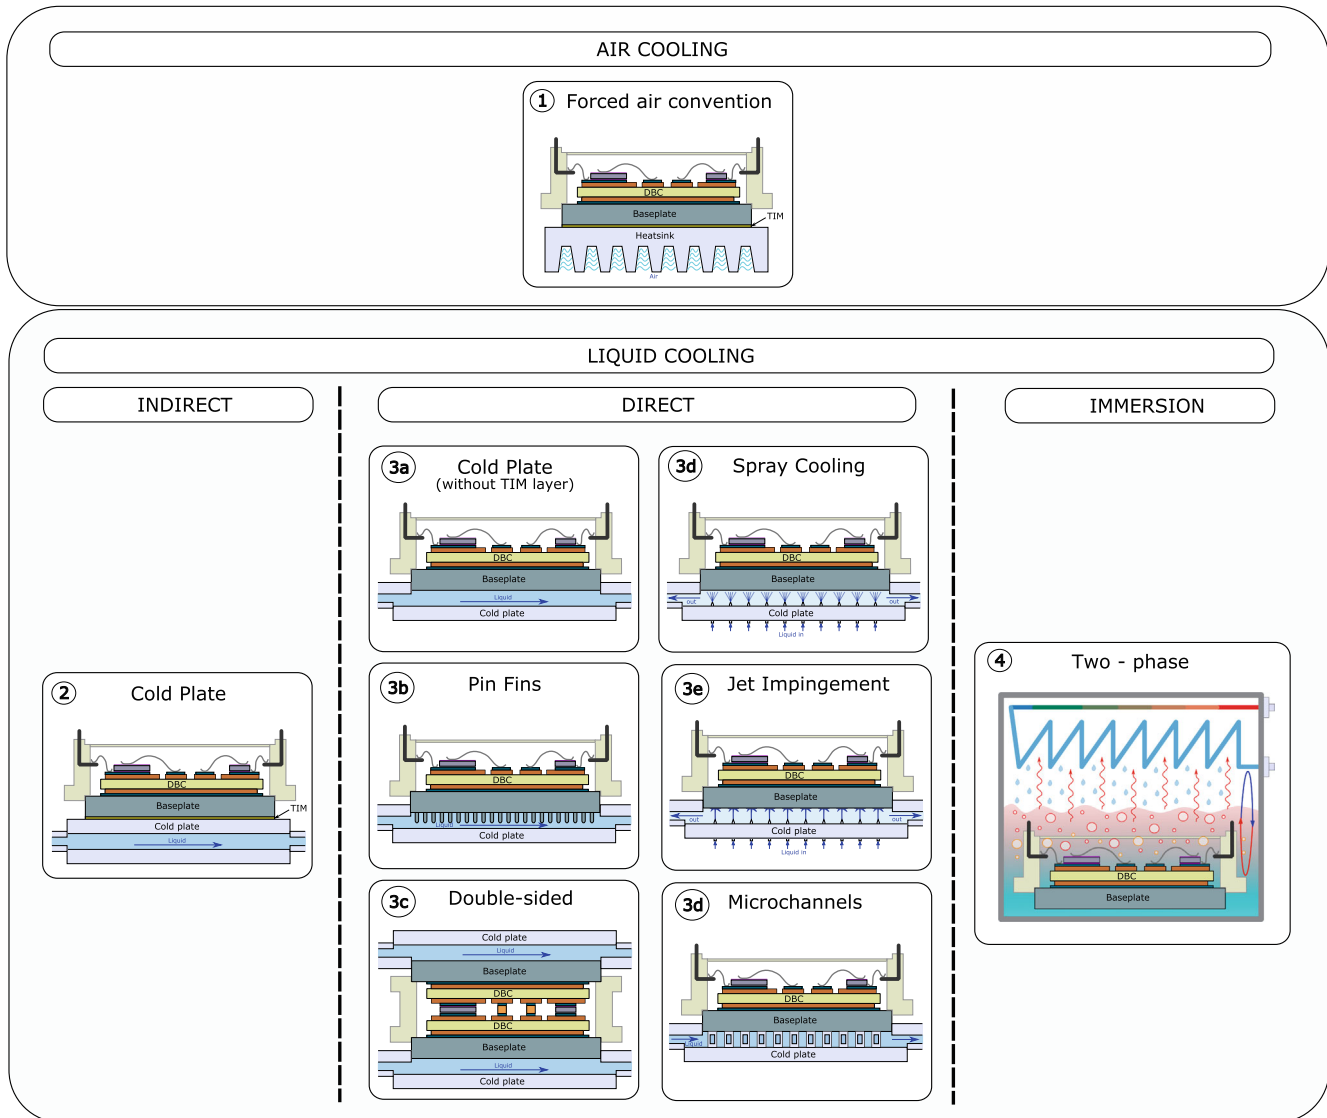 AIR COOLING
1 Forced air convention
DBC
Baseplate
TIM
Heatsink
Air
LIQUID COOLING
INDIRECT
2 Cold Plate
DBC
Baseplate
TIM
Cold plate
Liquid
DIRECT
3a Cold Plate
(without TIM layer)
DBC
Baseplate
Liquid
Cold plate
3d Spray Cooling
DBC
Baseplate
out out
Cold plate
Liquid in
3b Pin Fins
DBC
Baseplate
Liquid
Cold plate
3e Jet Impingement
DBC
Baseplate
out out
Cold plate
Liquid in
3c Double-sided
Cold plate
Liquid
Baseplate
DBC
DBC
Baseplate
Liquid
Cold plate
3d Microchannels
DBC
Baseplate
Liquid
Cold plate
IMMERSION
4 Two - phase
DBC
Baseplate